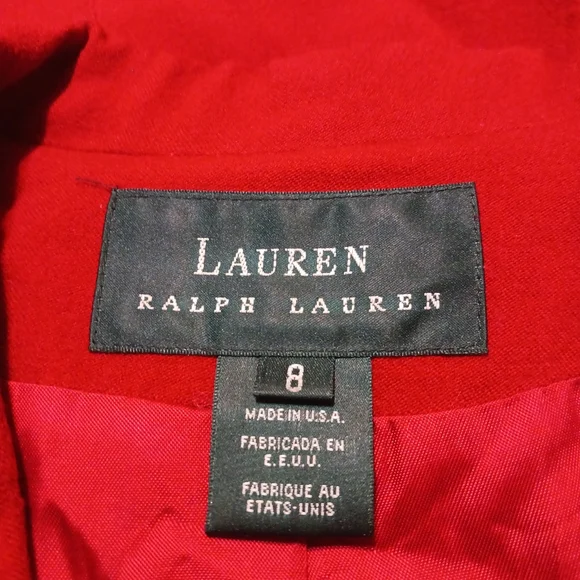 LAUREN
RALPH LAUREN
8
MADE IN U.S.A.
FABRICADA EN
E.E.U.U.
FABRIQUE AU
ETATS-UNIS